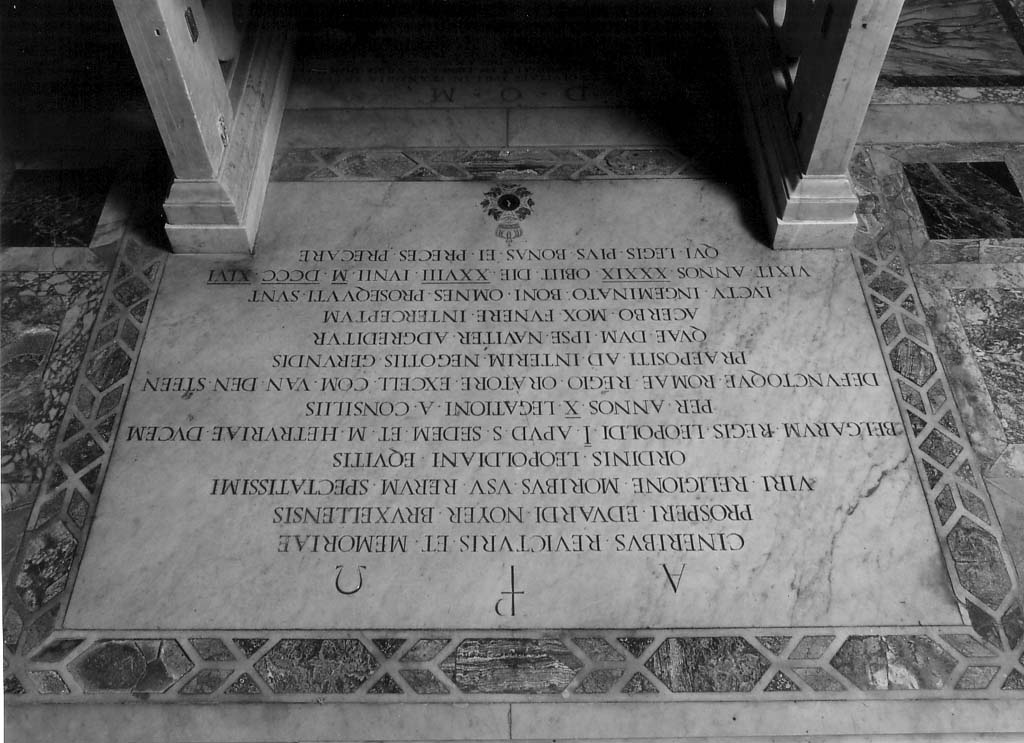 Α ⳨ Ω
CINERIBVS · REVICTVRIS · ET · MEMORIAE
PROSPERI · EDVARDI · NOYER · BRVXELLENSIS
VIRI · RELIGIONE · MORIBVS · VSV · RERVM · SPECTATISSIMI
ORDINIS · LEOPOLDIANI · EQVITIS
BELGARVM · REGIS · LEOPOLDI · I · APVD · S · SEDEM · ET · M · HETRVRIAE · DVCEM
PER · ANNOS · X · LEGATIONI · A · CONSILIIS
DEFVNCTOQVE · ROMAE · REGIO · ORATORE · EXCELL · COM · VAN · DEN · STEEN ·
PRAEPOSITI · AD · INTERIM · NEGOTIIS · GERVNDIS
QVAE · DVM · IPSE · NAVITER · ADGREDITVR
ACERBO · MOX · FVNERE · INTERCEPTVM
LVCTV · INGEMINATO · BONI · OMNES · PROSEQVVTI · SVNT
VIXIT · ANNOS · XXXIX · OBIIT · DIE · XXVIII · IVNII · M · DCCC · XLVI
QVI · LEGIS · PIVS · BONAS · EI · PRECES · PRECARE
D O M